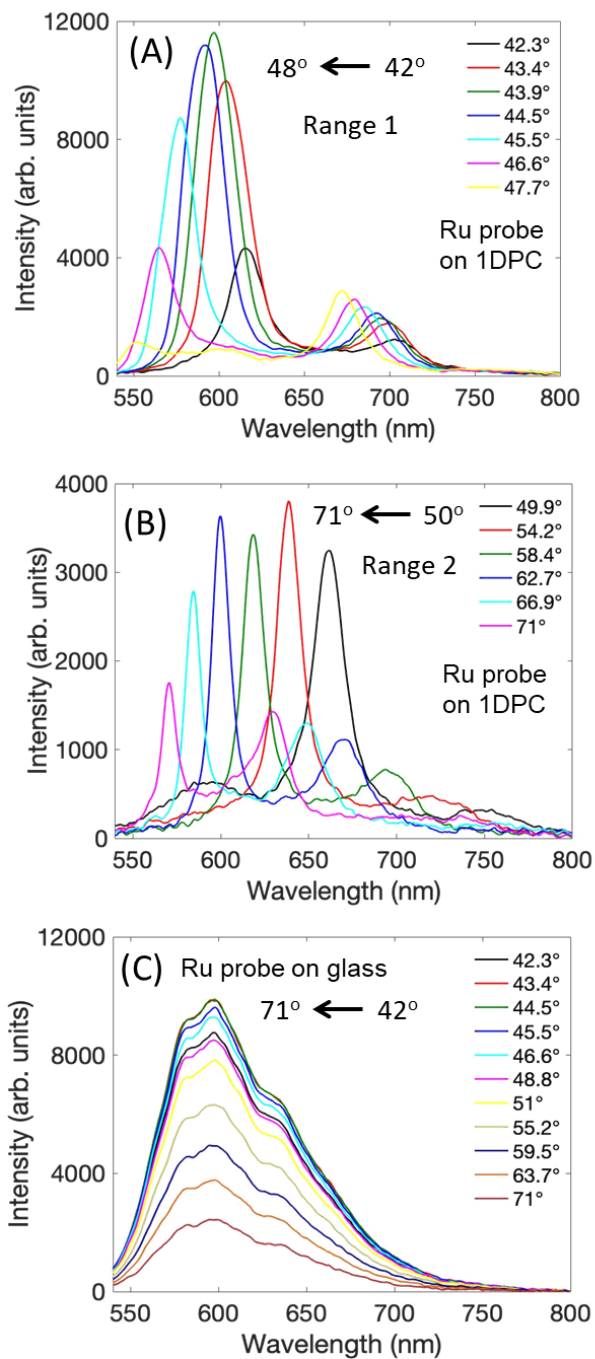 (A)
48° ← 42°
Range 1
42.3°
43.4°
43.9°
44.5°
45.5°
46.6°
47.7°
Ru probe
on 1DPC
Intensity (arb. units)
12000
8000
4000
0
550 600 650 700 750 800
Wavelength (nm)
(B)
71° ← 50°
Range 2
49.9°
54.2°
58.4°
62.7°
66.9°
71°
Ru probe
on 1DPC
Intensity (arb. units)
4000
3000
2000
1000
0
550 600 650 700 750 800
Wavelength (nm)
(C) Ru probe on glass
71° ← 42°
42.3°
43.4°
44.5°
45.5°
46.6°
48.8°
51°
55.2°
59.5°
63.7°
71°
Intensity (arb. units)
12000
8000
4000
0
550 600 650 700 750 800
Wavelength (nm)